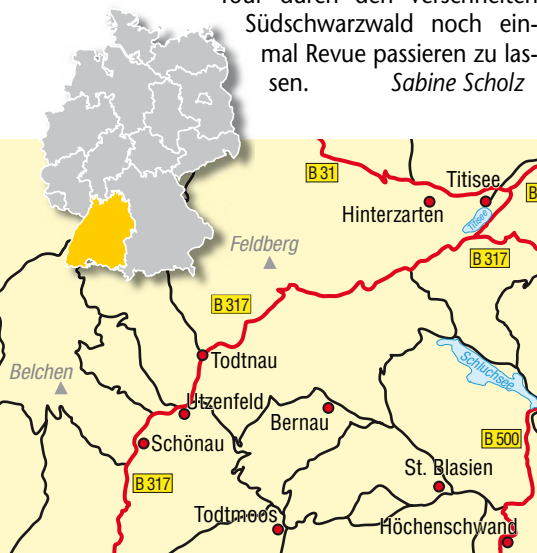 Tour durch den verschneiten
Südschwarzwald noch ein-
mal Revue passieren zu las-
sen. Sabine Scholz
B 31
Titisee
B
Hinterzarten
Titisee
Feldberg
B 317
B 317
Todtnau
Schluchsee
Belchen
Utzenfeld
Bernau
Schönau
B 500
St. Blasien
B 317
Todtmoos
Höchenschwand